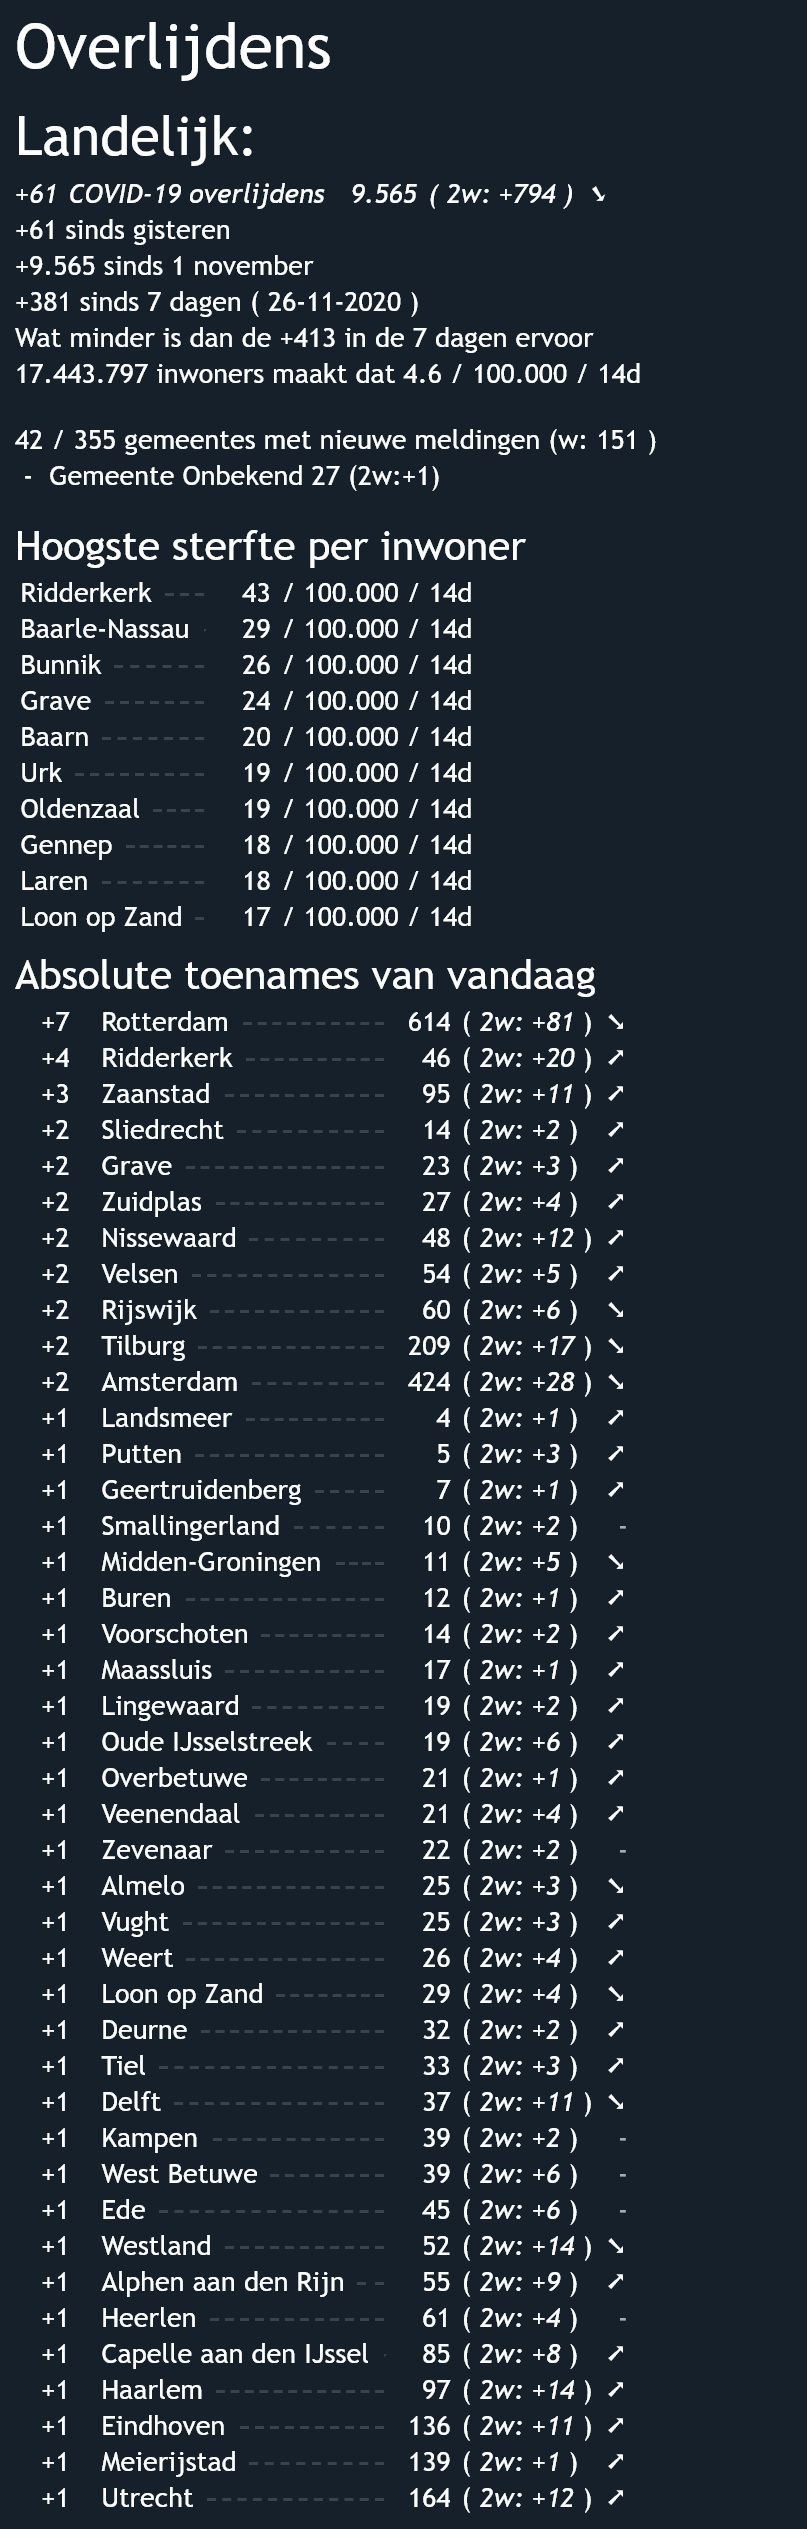 Overlijdens
Landelijk:
+61 COVID-19 overlijdens 9.565 ( 2w: +794 ) ➘
+61 sinds gisteren
+9.565 sinds 1 november
+381 sinds 7 dagen ( 26-11-2020 )
Wat minder is dan de +413 in de 7 dagen ervoor
17.443.797 inwoners maakt dat 4.6 / 100.000 / 14d
42 / 355 gemeentes met nieuwe meldingen (w: 151 )
- Gemeente Onbekend 27 (2w:+1)
Hoogste sterfte per inwoner
Ridderkerk --- 43 / 100.000 / 14d
Baarle-Nassau - 29 / 100.000 / 14d
Bunnik ------ 26 / 100.000 / 14d
Grave ------- 24 / 100.000 / 14d
Baarn ------- 20 / 100.000 / 14d
Urk --------- 19 / 100.000 / 14d
Oldenzaal ---- 19 / 100.000 / 14d
Gennep ------ 18 / 100.000 / 14d
Laren ------- 18 / 100.000 / 14d
Loon op Zand - 17 / 100.000 / 14d
Absolute toenames van vandaag
+7 Rotterdam ---------- 614 ( 2w: +81 ) ➘
+4 Ridderkerk ---------- 46 ( 2w: +20 ) ➚
+3 Zaanstad ----------- 95 ( 2w: +11 ) ➚
+2 Sliedrecht ---------- 14 ( 2w: +2 ) ➚
+2 Grave -------------- 23 ( 2w: +3 ) ➚
+2 Zuidplas ------------ 27 ( 2w: +4 ) ➚
+2 Nissewaard --------- 48 ( 2w: +12 ) ➚
+2 Velsen ------------- 54 ( 2w: +5 ) ➚
+2 Rijswijk ------------ 60 ( 2w: +6 ) ➘
+2 Tilburg ------------- 209 ( 2w: +17 ) ➘
+2 Amsterdam --------- 424 ( 2w: +28 ) ➘
+1 Landsmeer ---------- 4 ( 2w: +1 ) ➚
+1 Putten ------------- 5 ( 2w: +3 ) ➚
+1 Geertruidenberg ----- 7 ( 2w: +1 ) ➚
+1 Smallingerland ------ 10 ( 2w: +2 ) -
+1 Midden-Groningen ---- 11 ( 2w: +5 ) ➘
+1 Buren -------------- 12 ( 2w: +1 ) ➚
+1 Voorschoten --------- 14 ( 2w: +2 ) ➚
+1 Maassluis ----------- 17 ( 2w: +1 ) ➚
+1 Lingewaard --------- 19 ( 2w: +2 ) ➚
+1 Oude IJsselstreek ---- 19 ( 2w: +6 ) ➚
+1 Overbetuwe --------- 21 ( 2w: +1 ) ➚
+1 Veenendaal --------- 21 ( 2w: +4 ) ➚
+1 Zevenaar ----------- 22 ( 2w: +2 ) -
+1 Almelo ------------- 25 ( 2w: +3 ) ➘
+1 Vught -------------- 25 ( 2w: +3 ) ➚
+1 Weert -------------- 26 ( 2w: +4 ) ➚
+1 Loon op Zand -------- 29 ( 2w: +4 ) ➘
+1 Deurne ------------- 32 ( 2w: +2 ) ➚
+1 Tiel ---------------- 33 ( 2w: +3 ) ➚
+1 Delft --------------- 37 ( 2w: +11 ) ➘
+1 Kampen ------------ 39 ( 2w: +2 ) -
+1 West Betuwe -------- 39 ( 2w: +6 ) -
+1 Ede ---------------- 45 ( 2w: +6 ) -
+1 Westland ----------- 52 ( 2w: +14 ) ➘
+1 Alphen aan den Rijn -- 55 ( 2w: +9 ) ➚
+1 Heerlen ------------ 61 ( 2w: +4 ) -
+1 Capelle aan den IJssel - 85 ( 2w: +8 ) ➚
+1 Haarlem ------------ 97 ( 2w: +14 ) ➚
+1 Eindhoven ---------- 136 ( 2w: +11 ) ➚
+1 Meierijstad --------- 139 ( 2w: +1 ) ➚
+1 Utrecht ------------ 164 ( 2w: +12 ) ➚